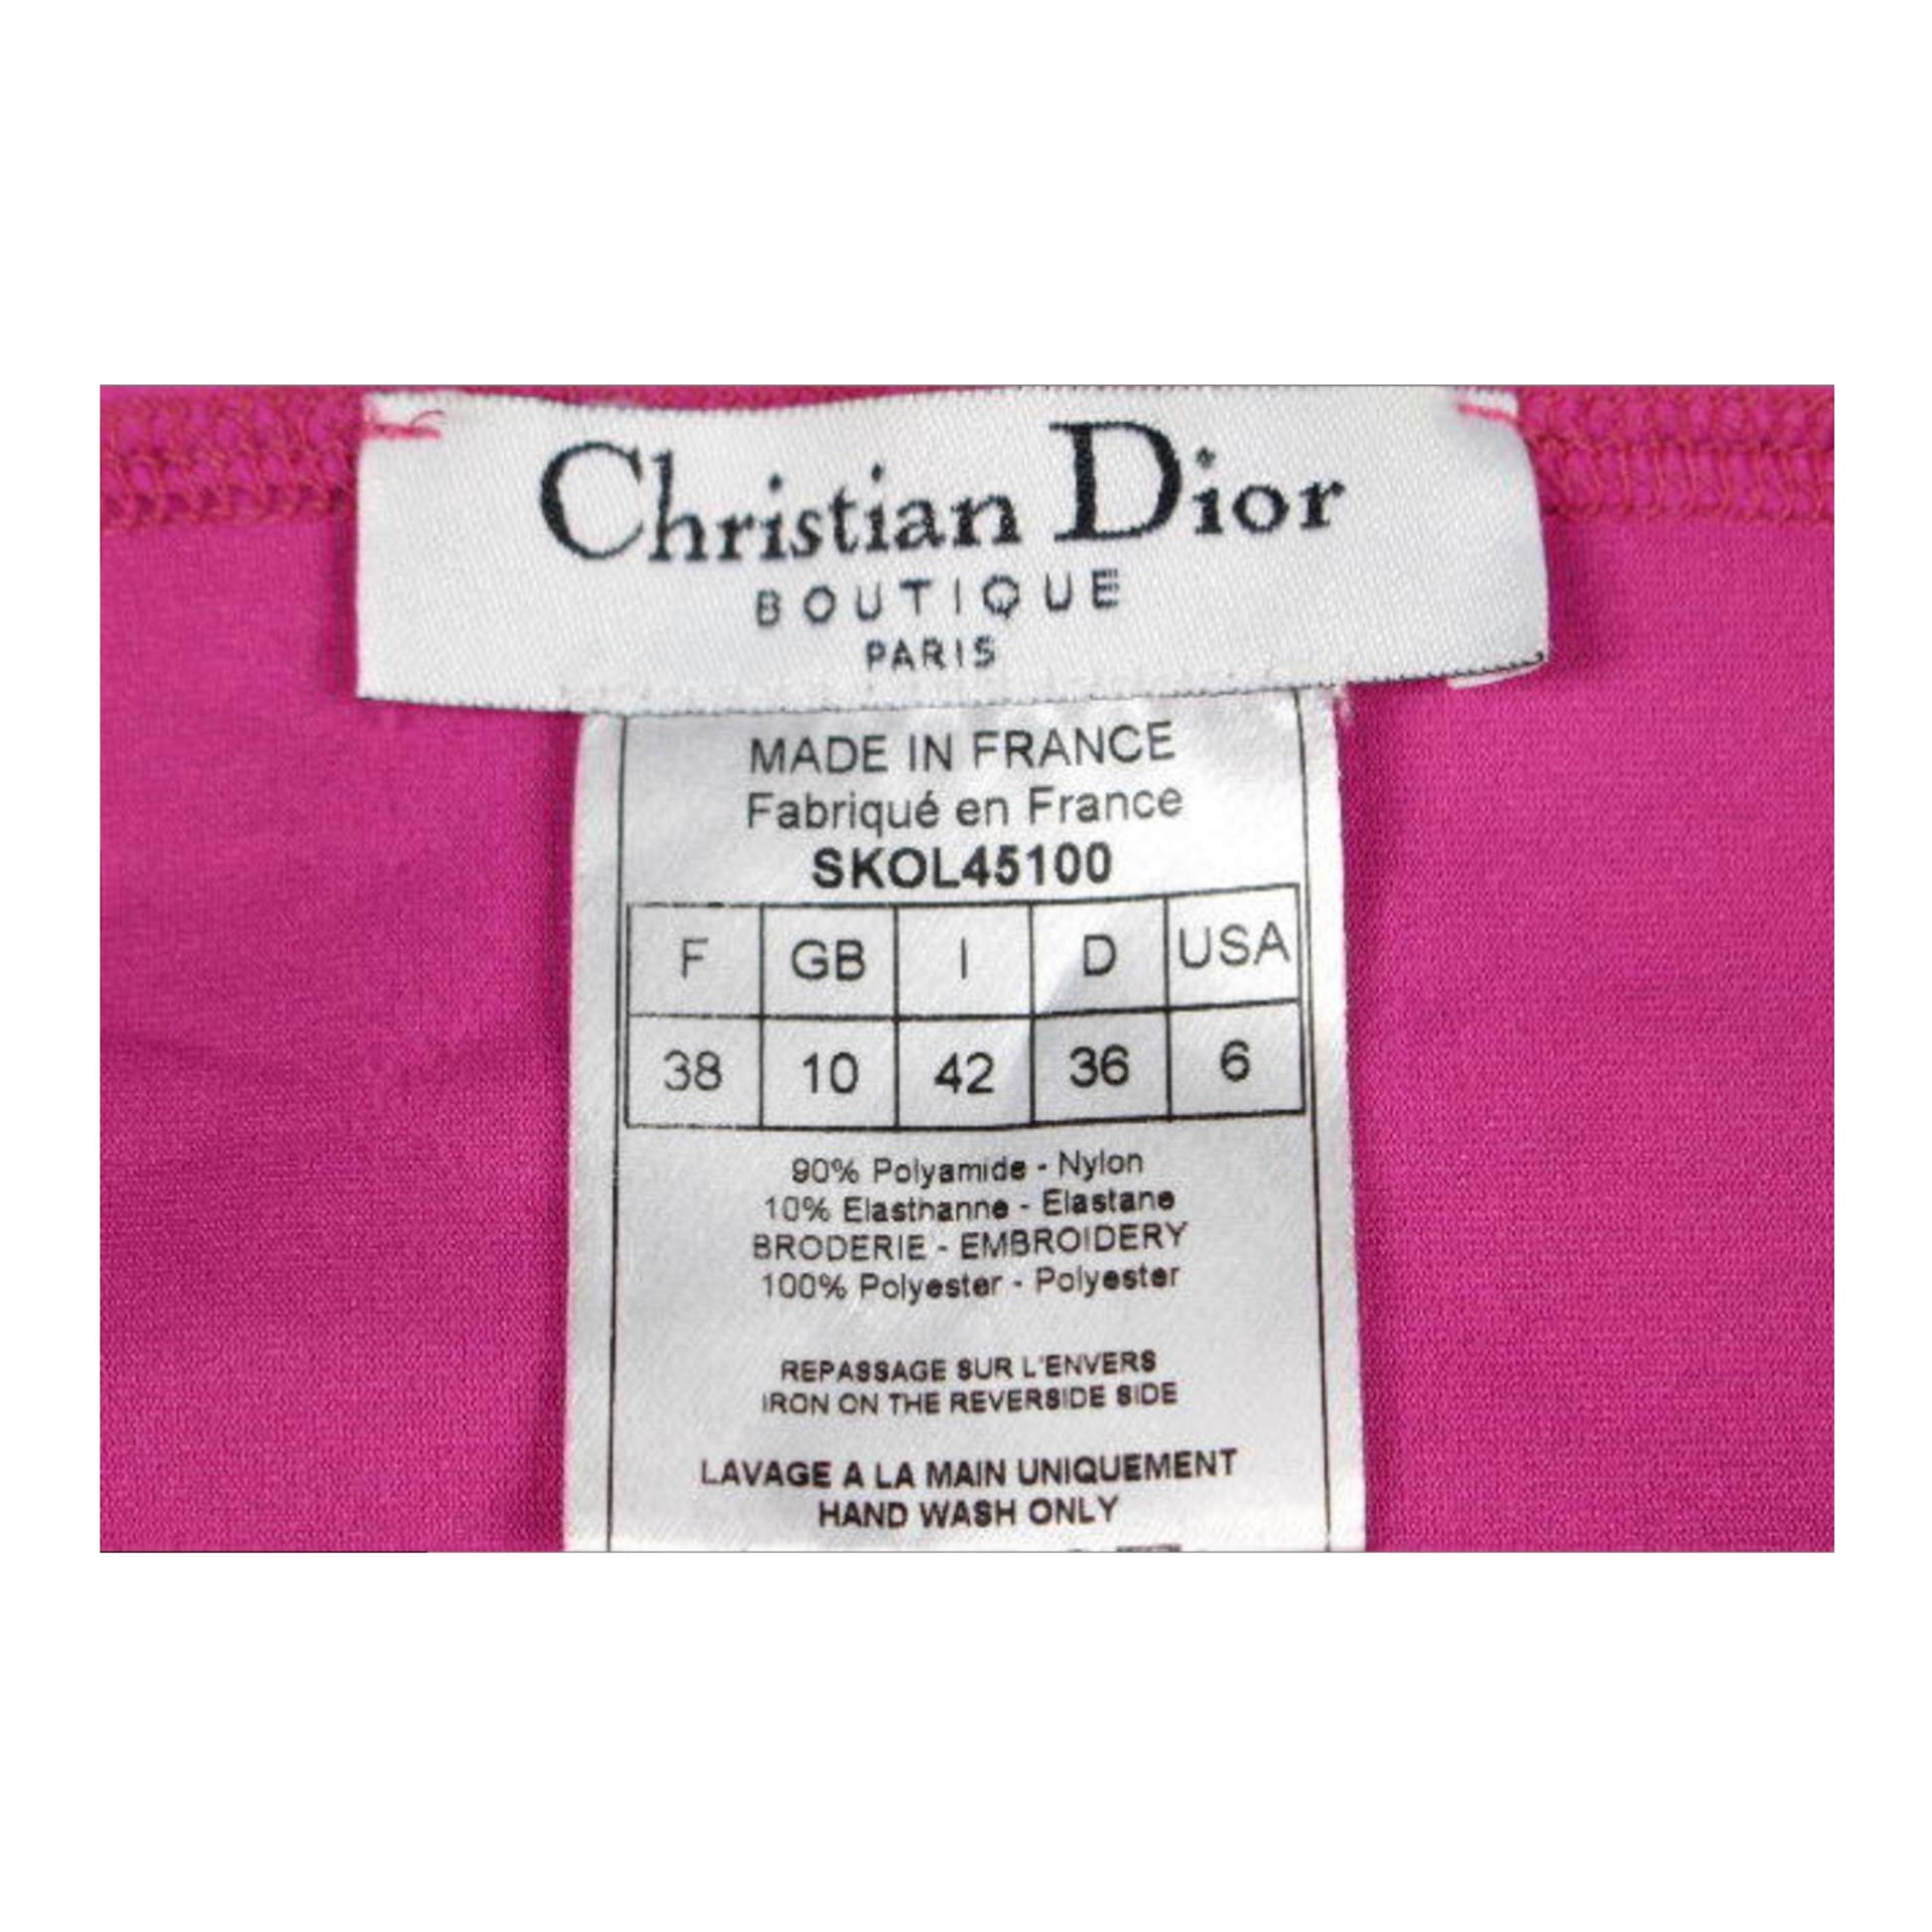 Christian Dior
BOUTIQUE
PARIS
MADE IN FRANCE
Fabriqué en France
SKOL45100
F GB I D USA
38 10 42 36 6
90% Polyamide - Nylon
10% Elasthanne - Elastane
BRODERIE - EMBROIDERY
100% Polyester - Polyester
REPASSAGE SUR L'ENVERS
IRON ON THE REVERSIDE SIDE
LAVAGE A LA MAIN UNIQUEMENT
HAND WASH ONLY